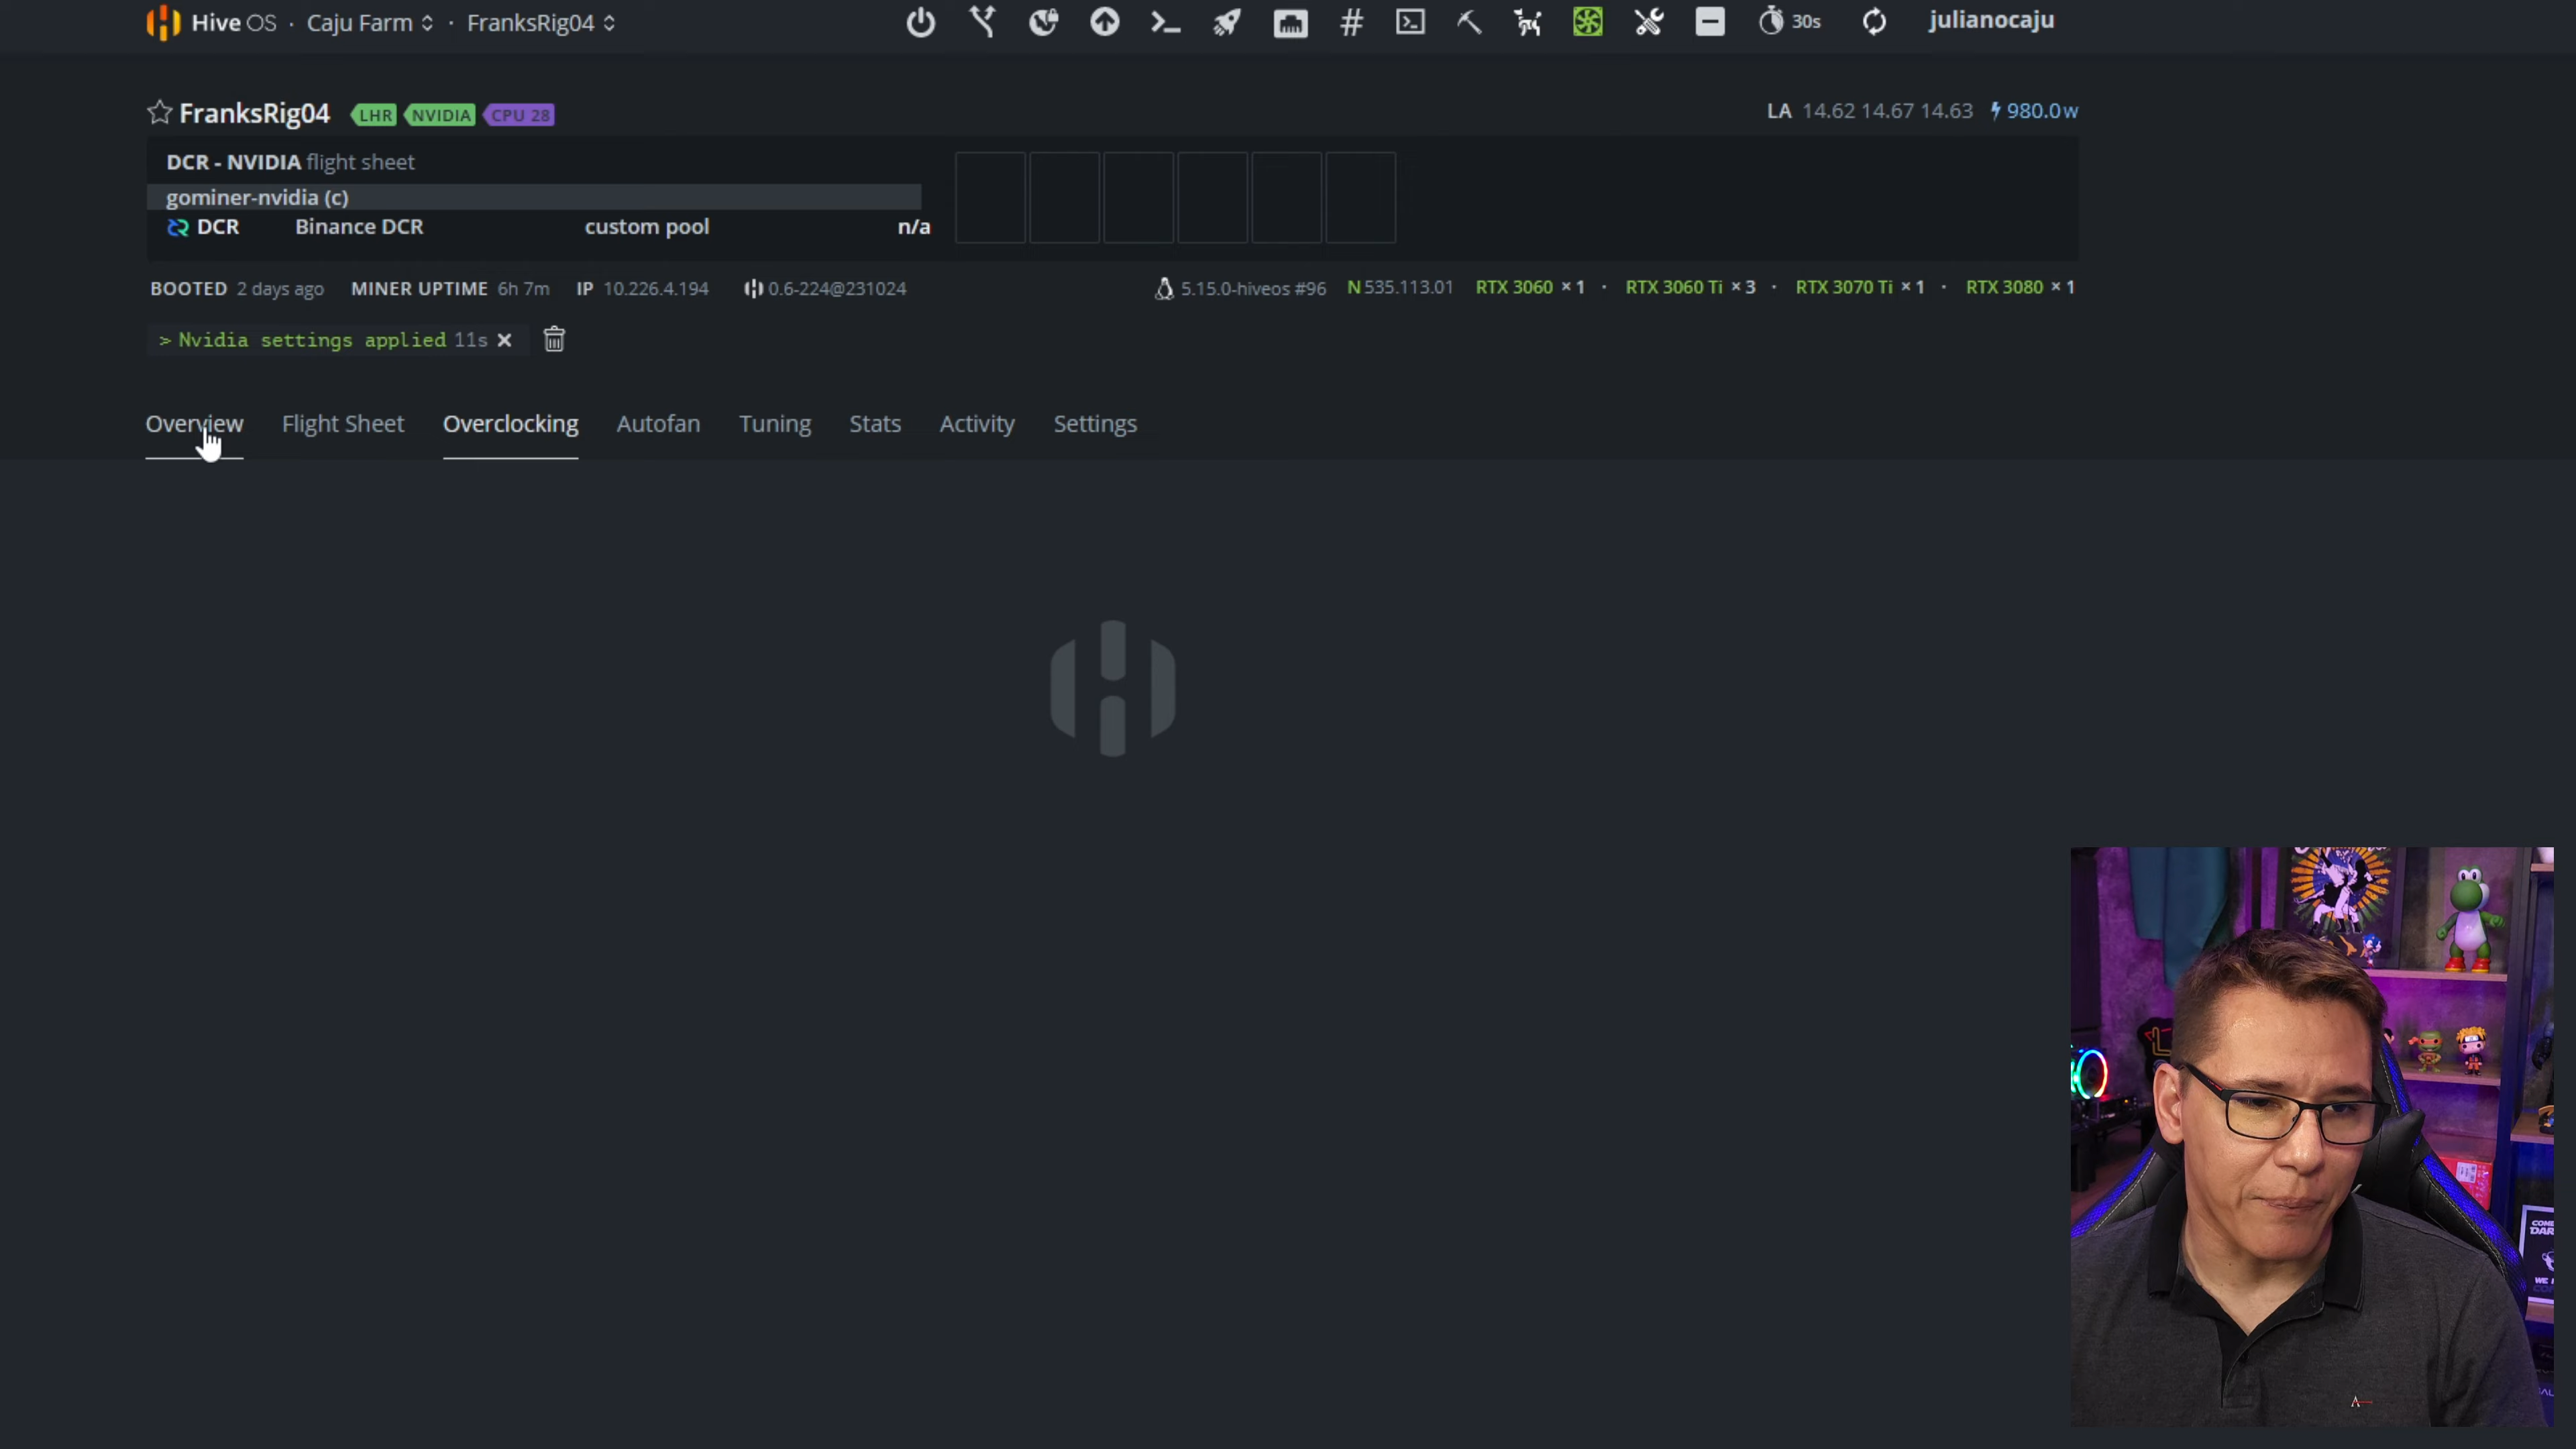 Hive OS · Caju Farm · FranksRig04
30s
julianocaju
FranksRig04 LHR NVIDIA CPU 28
LA 14.62 14.67 14.63 980.0w
DCR - NVIDIA flight sheet
gominer-nvidia (c)
DCR Binance DCR custom pool n/a
BOOTED 2 days ago MINER UPTIME 6h 7m IP 10.226.4.194 0.6-224@231024
5.15.0-hiveos #96 N 535.113.01 RTX 3060 × 1 · RTX 3060 Ti × 3 · RTX 3070 Ti × 1 · RTX 3080 × 1
> Nvidia settings applied 11s ×
Overview Flight Sheet Overclocking Autofan Tuning Stats Activity Settings